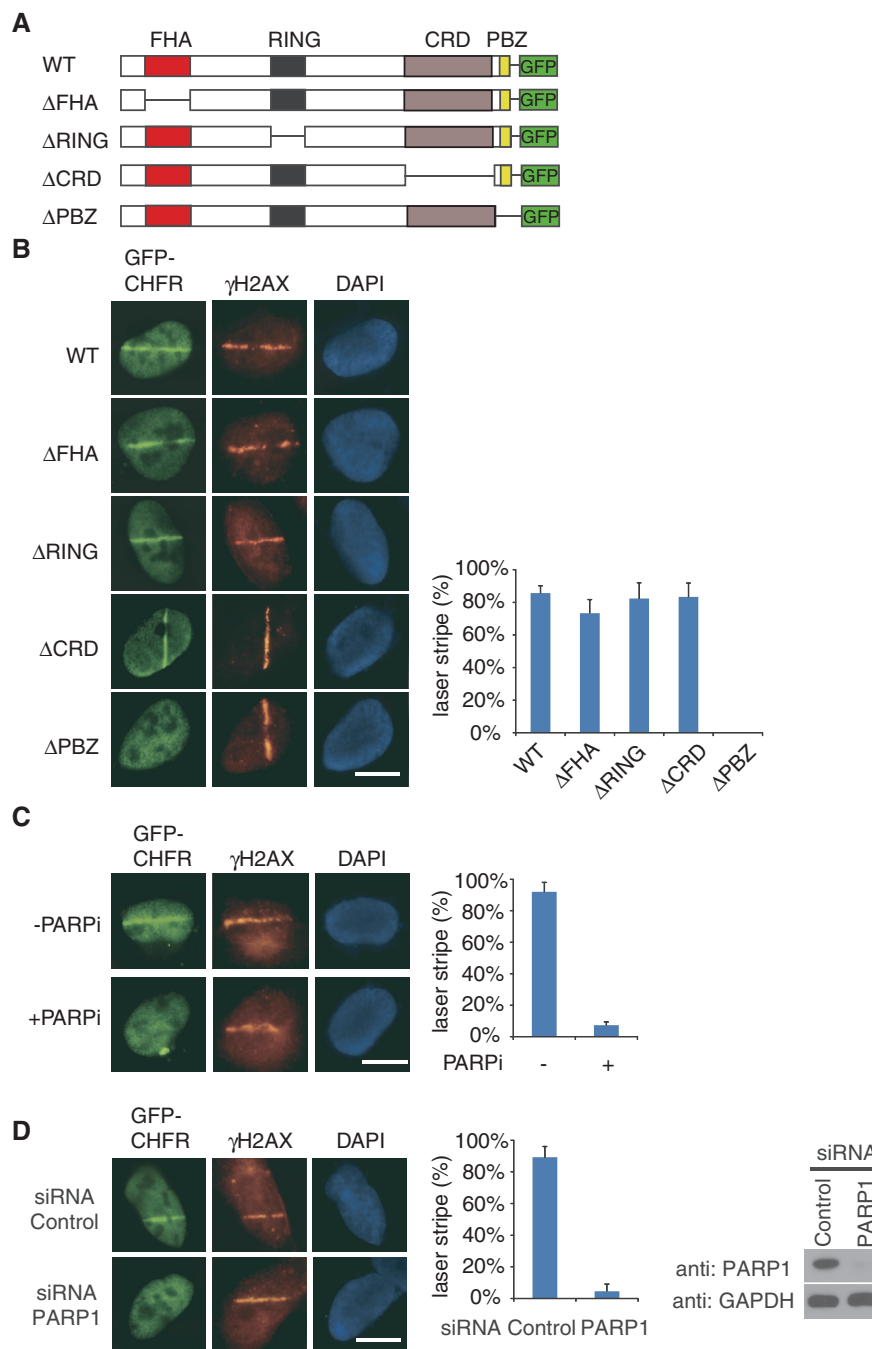 A
FHA RING CRD PBZ
WT GFP
ΔFHA GFP
ΔRING GFP
ΔCRD GFP
ΔPBZ GFP
B
GFP-
CHFR γH2AX DAPI
WT
ΔFHA
ΔRING
ΔCRD
ΔPBZ
laser stripe (%)
100%
80%
60%
40%
20%
0%
WT ΔFHA ΔRING ΔCRD ΔPBZ
C
GFP-
CHFR γH2AX DAPI
-PARPi
+PARPi
laser stripe (%)
100%
80%
60%
40%
20%
0%
PARPi - +
D
GFP-
CHFR γH2AX DAPI
siRNA
Control
siRNA
PARP1
laser stripe (%)
100%
80%
60%
40%
20%
0%
siRNA Control PARP1
siRNA
Control PARP1
anti: PARP1
anti: GAPDH